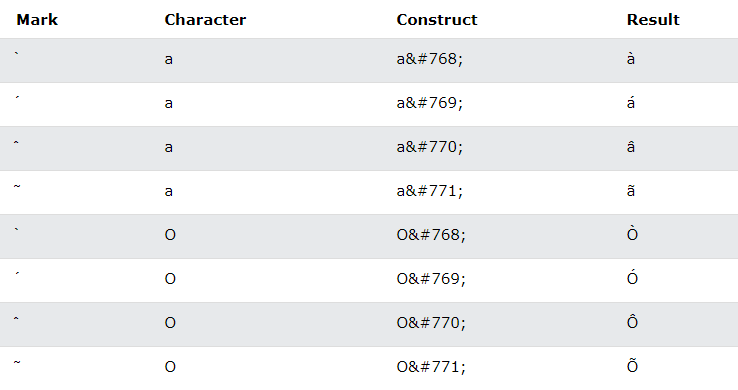 Mark Character Construct Result
̀ a a&#768; à
́ a a&#769; á
̂ a a&#770; â
̃ a a&#771; ã
̀ O O&#768; Ò
́ O O&#769; Ó
̂ O O&#770; Ô
̃ O O&#771; Õ